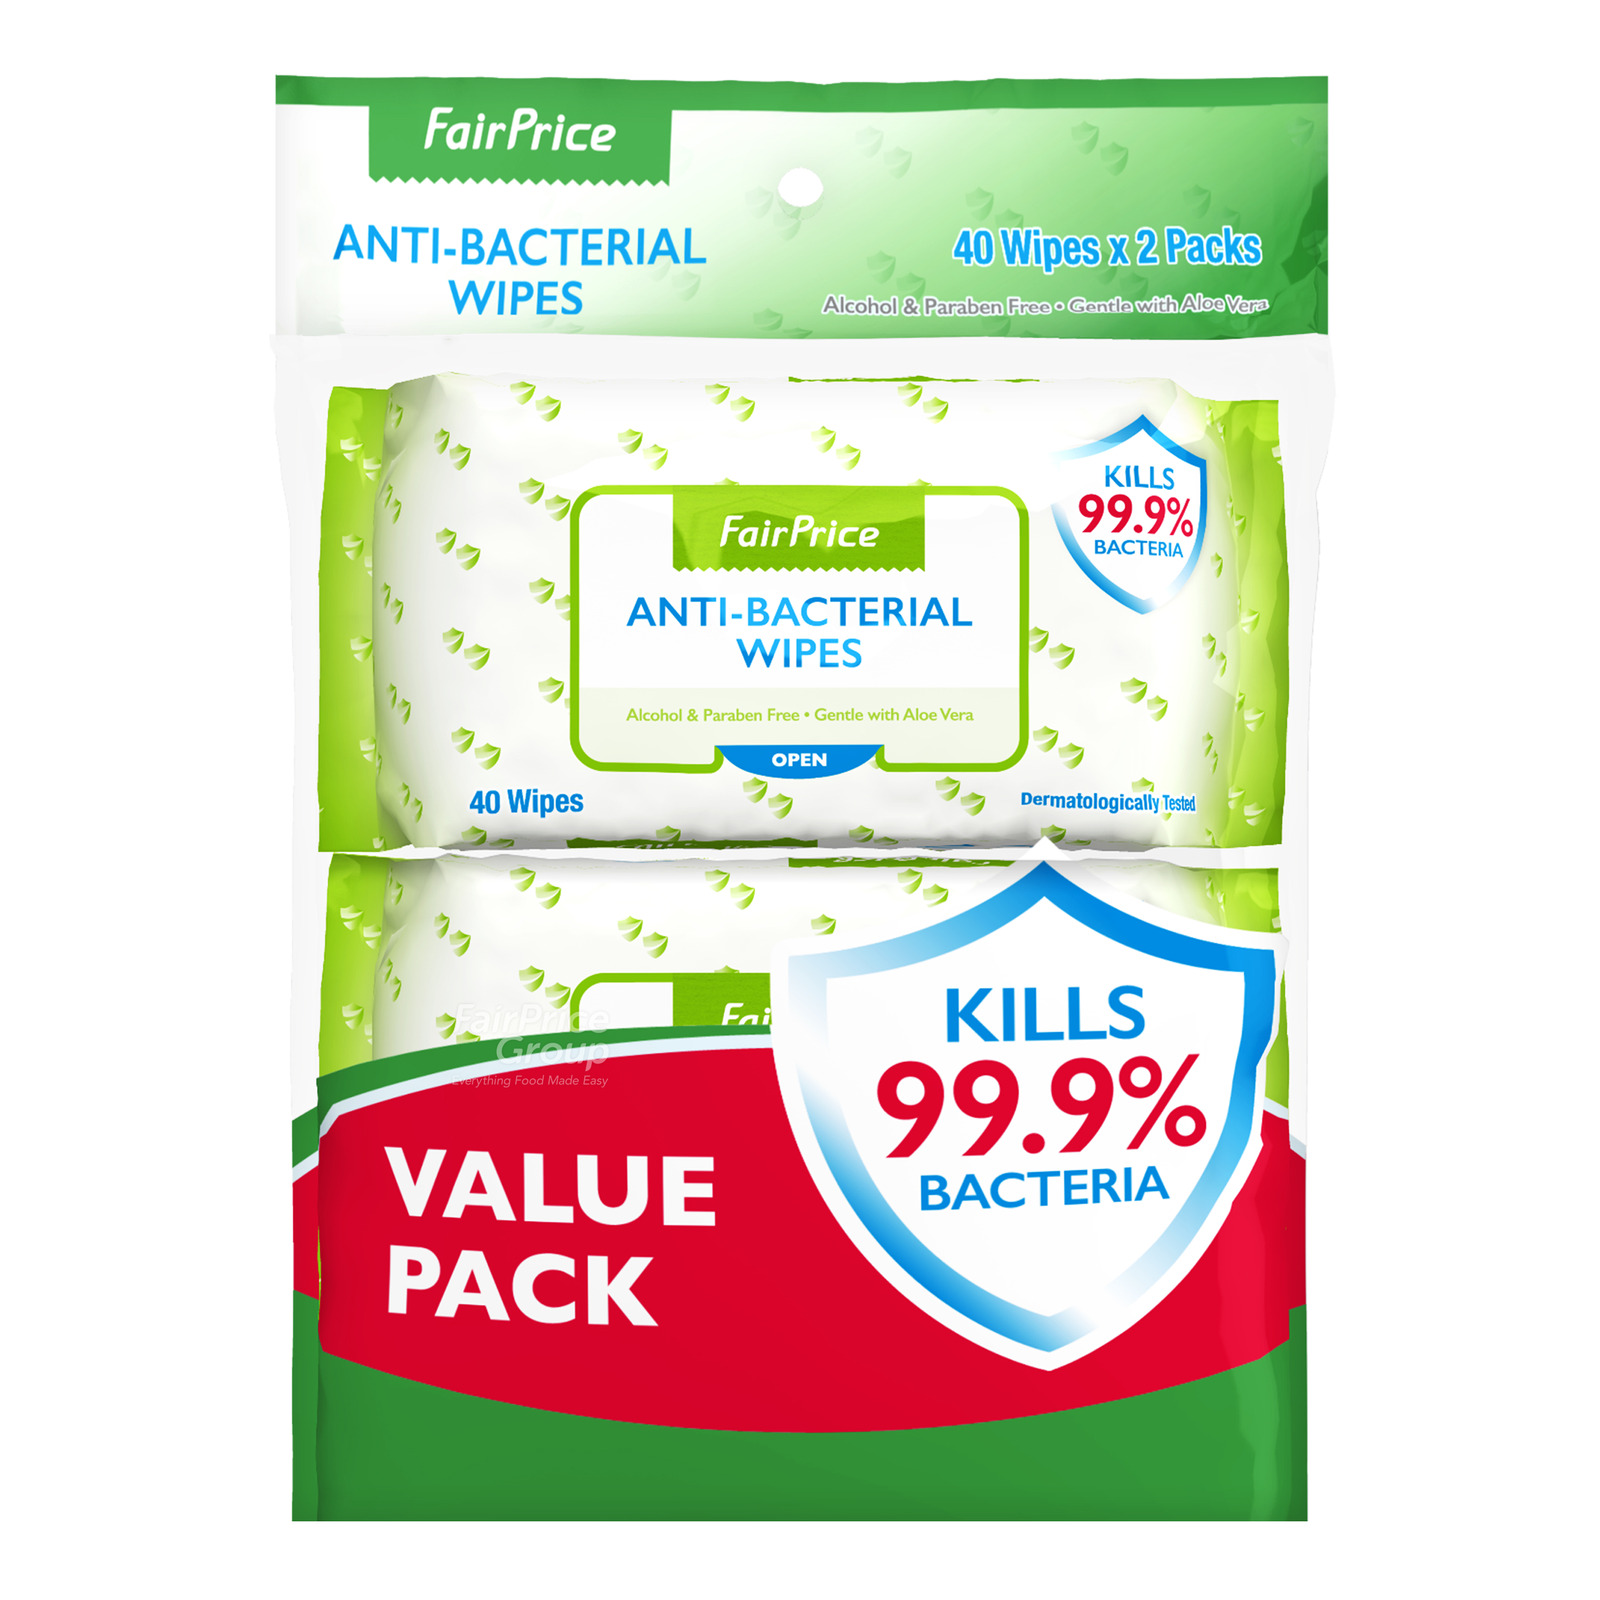 FairPrice
ANTI-BACTERIAL
WIPES
40 Wipes x 2 Packs
Alcohol & Paraben Free • Gentle with Aloe Vera
KILLS
99.9%
BACTERIA
FairPrice
ANTI-BACTERIAL
WIPES
Alcohol & Paraben Free • Gentle with Aloe Vera
OPEN
40 Wipes
Dermatologically Tested
FairPrice
Group
Everything Food Made Easy
KILLS
99.9%
BACTERIA
VALUE
PACK